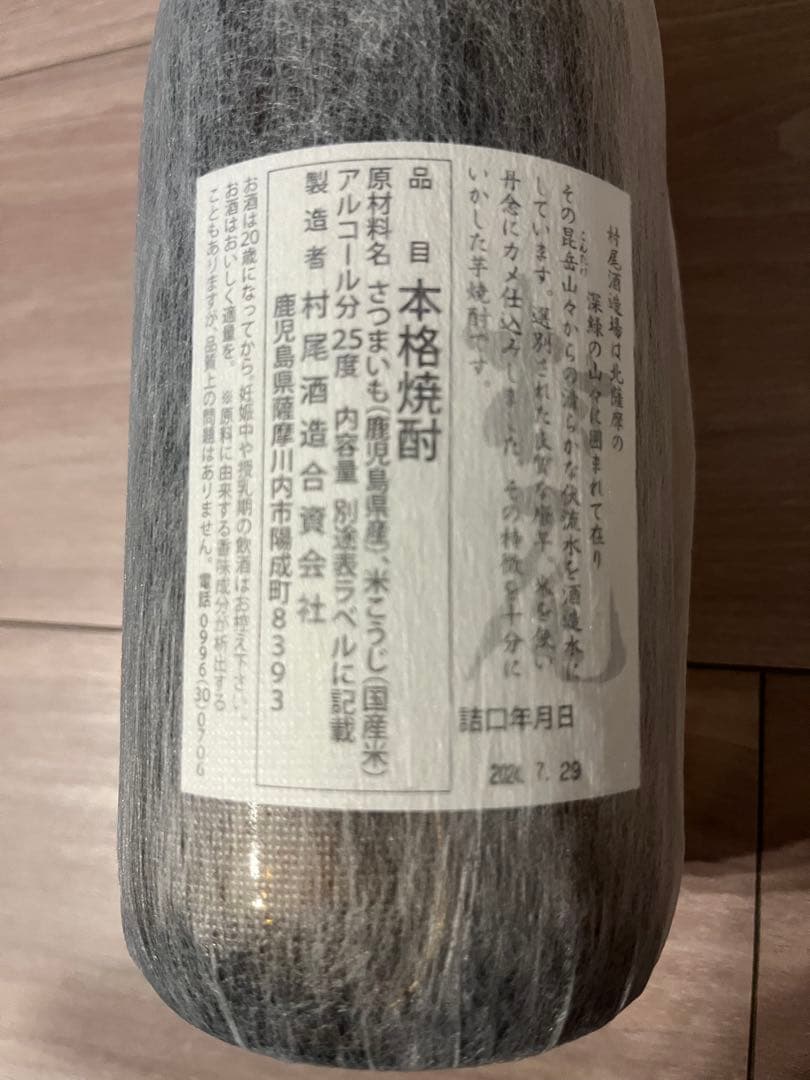 村尾酒造場は北薩摩の
深緑の山々に囲まれて在り
その昆岳山々からの清らかな伏流水を酒造水に
こんたけ
しています。選別された良質な唐芋、米を使い
丹念にカメ仕込みしました。その特徴を十分に
いかした芋焼酎です。
詰口年月日
202 7. 29
品目 本格焼酎
原材料名 さつまいも(鹿児島県産)、米こうじ(国産米)
アルコール分 25度 内容量 別途表ラベルに記載
製造者 村尾酒造合資会社
鹿児島県薩摩川内市陽成町8393
お酒は20歳になってから。妊娠中や授乳期の飲酒はお控え下さい。
お酒はおいしく適量を。 ※原料に由来する香味成分が析出する
こともありますが、品質上の問題はありません。 電話0996(30)0706